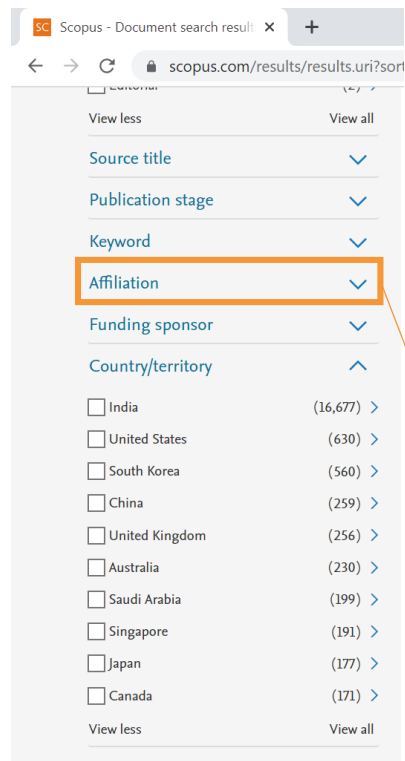 SC Scopus - Document search result
scopus.com/results/results.uri?sort
Editorial (2)
View less View all
Source title
Publication stage
Keyword
Affiliation
Funding sponsor
Country/territory
India (16,677)
United States (630)
South Korea (560)
China (259)
United Kingdom (256)
Australia (230)
Saudi Arabia (199)
Singapore (191)
Japan (177)
Canada (171)
View less View all